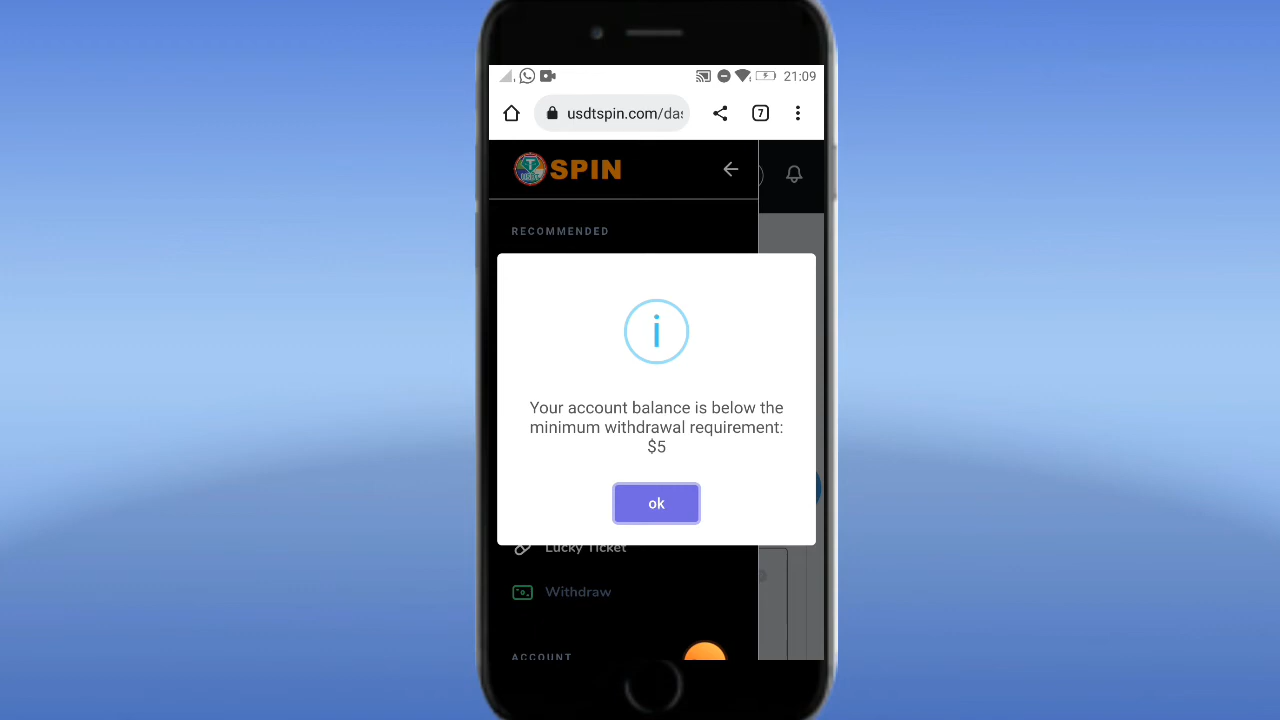 21:09
usdtspin.com/da
7
SPIN
RECOMMENDED
Your account balance is below the
minimum withdrawal requirement:
$5
ok
Lucky Ticket
Withdraw
ACCOUNT